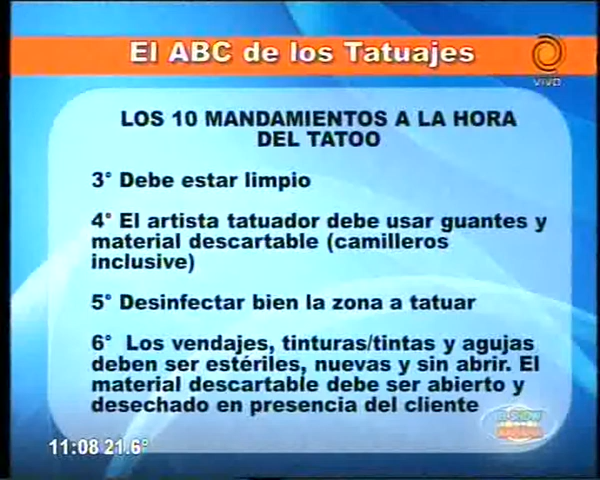 El ABC de los Tatuajes
VIVO
LOS 10 MANDAMIENTOS A LA HORA
DEL TATOO
3° Debe estar limpio
4° El artista tatuador debe usar guantes y
material descartable (camilleros
inclusive)
5° Desinfectar bien la zona a tatuar
6° Los vendajes, tinturas/tintas y agujas
deben ser estériles, nuevas y sin abrir. El
material descartable debe ser abierto y
desechado en presencia del cliente
EL SHOW
11:08 21.6°